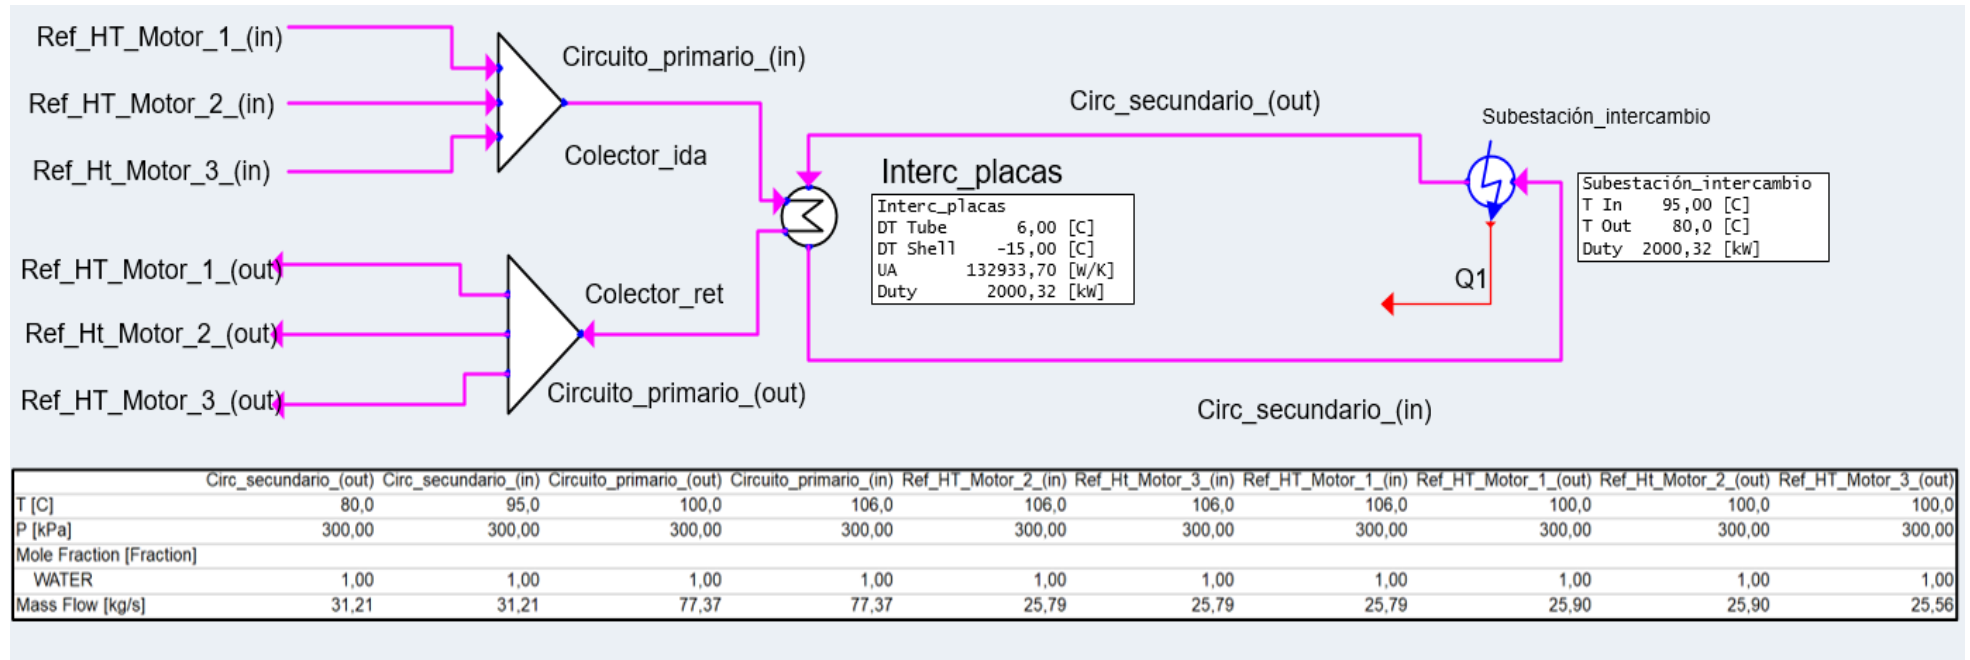 Ref_HT_Motor_1_(in)
Circuito_primario_(in)
Ref_HT_Motor_2_(in)
Circ_secundario_(out)
Subestación_intercambio
Ref_Ht_Motor_3_(in)
Colector_ida
Interc_placas
Interc_placas
DT Tube 6,00 [C]
DT Shell -15,00 [C]
UA 132933,70 [W/K]
Duty 2000,32 [kW]
Subestación_intercambio
T In 95,00 [C]
T Out 80,0 [C]
Duty 2000,32 [kW]
Ref_HT_Motor_1_(out)
Colector_ret
Q1
Ref_Ht_Motor_2_(out)
Ref_HT_Motor_3_(out)
Circuito_primario_(out)
Circ_secundario_(in)
Circ_secundario_(out) Circ_secundario_(in) Circuito_primario_(out) Circuito_primario_(in) Ref_HT_Motor_2_(in) Ref_Ht_Motor_3_(in) Ref_HT_Motor_1_(in) Ref_HT_Motor_1_(out) Ref_Ht_Motor_2_(out) Ref_HT_Motor_3_(out)
T [C] 80,0 95,0 100,0 106,0 106,0 106,0 106,0 100,0 100,0 100,0
P [kPa] 300,00 300,00 300,00 300,00 300,00 300,00 300,00 300,00 300,00 300,00
Mole Fraction [Fraction]
WATER 1,00 1,00 1,00 1,00 1,00 1,00 1,00 1,00 1,00 1,00
Mass Flow [kg/s] 31,21 31,21 77,37 77,37 25,79 25,79 25,79 25,90 25,90 25,56